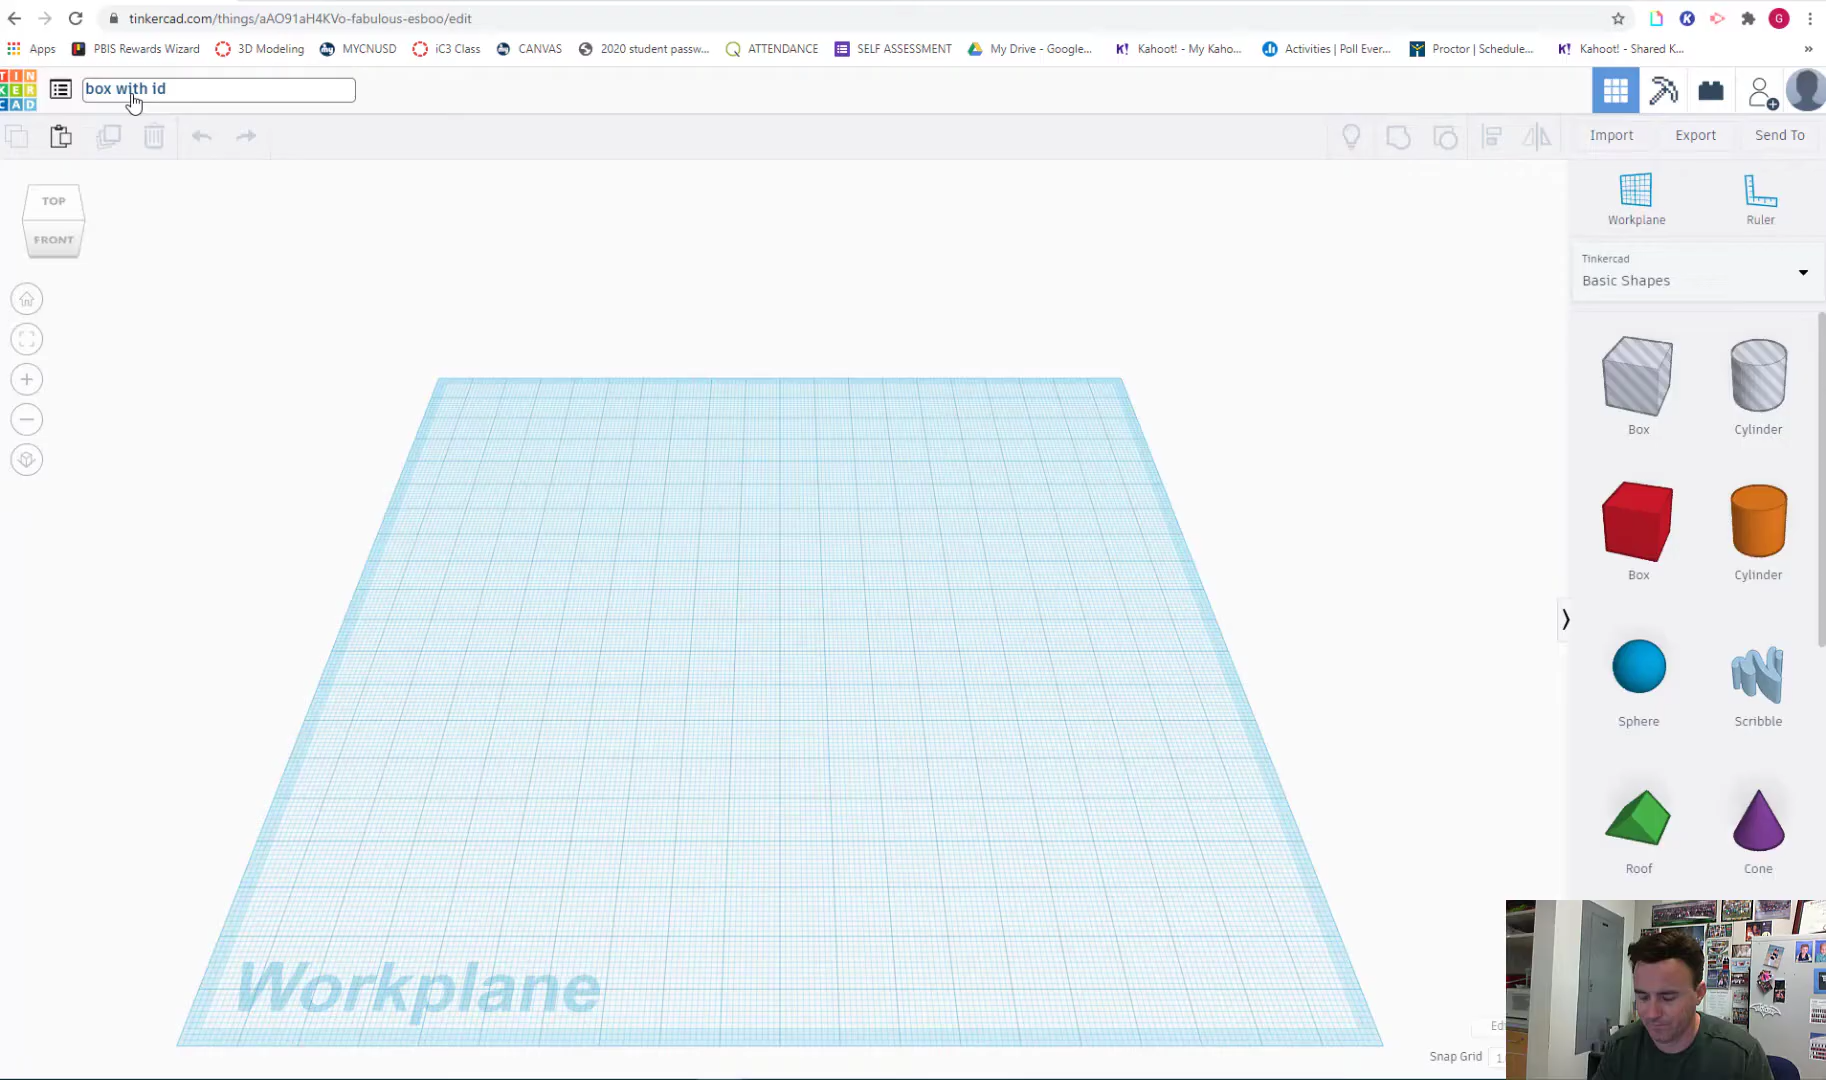 tinkercad.com/things/aAO91aH4KVo-fabulous-esboo/edit
G
Apps PBIS Rewards Wizard 3D Modeling MYCNUSD iC3 Class CANVAS 2020 student passw... ATTENDANCE SELF ASSESSMENT My Drive - Google... Kahoot! - My Kaho... Activities | Poll Ever... Proctor | Schedule... Kahoot! - Shared K... »
TIN
KER
CAD
box with id
Import Export Send To
TOP
FRONT
Workplane Ruler
Tinkercad
Basic Shapes
Box Cylinder
Box Cylinder
Sphere Scribble
Roof Cone
Workplane
Snap Grid